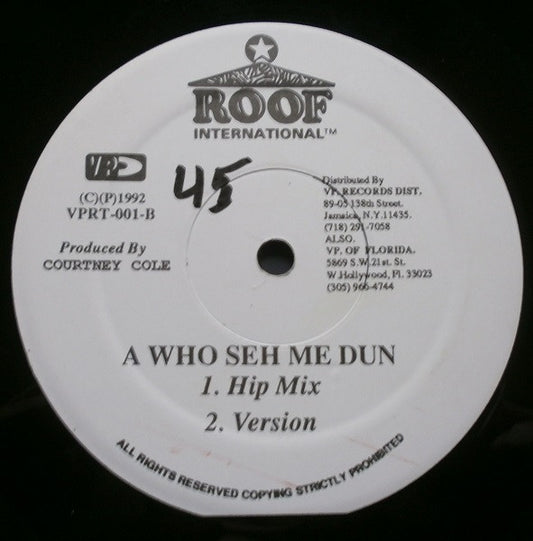 ROOF
INTERNATIONAL™
VP
(C)(P)1992
VPRT-001-B
Produced By
COURTNEY COLE
45
Distributed By
VP. RECORDS DIST.
89-05 138th Street.
Jamaica, N.Y.11435.
(718) 291-7058
ALSO.
VP. OF FLORIDA.
5869 S.W.21st. St.
W.Hollywood, Fl. 33023
(305) 966-4744
A WHO SEH ME DUN
1. Hip Mix
2. Version
ALL RIGHTS RESERVED COPYING STRICTLY PROHIBITED